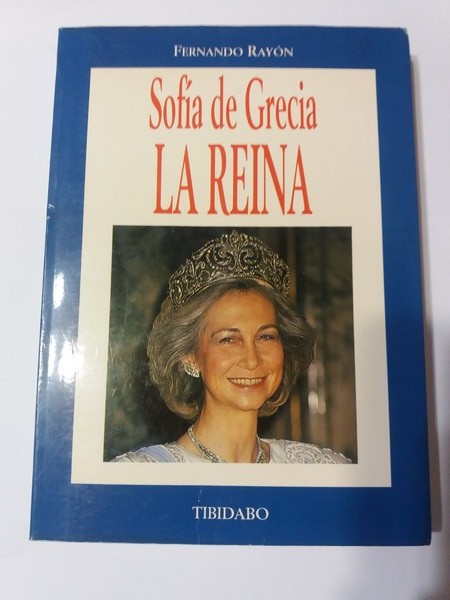 FERNANDO RAYÓN
Sofía de Grecia
LA REINA
TIBIDABO